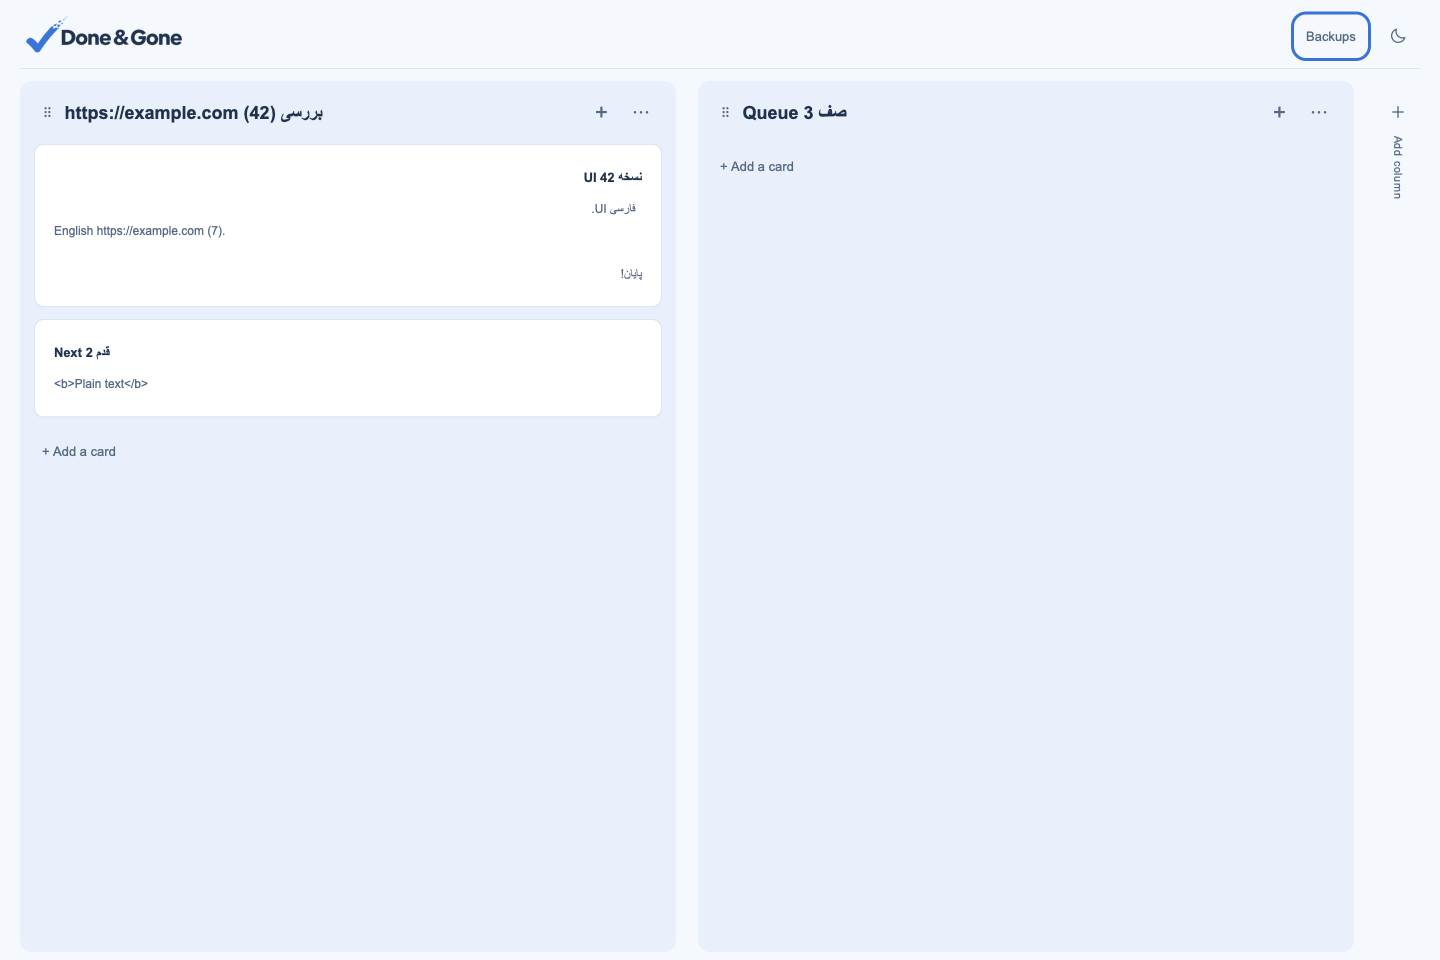 Done & Gone
Backups
https://example.com (42) بررسی
نسخه UI 42
فارسی UI.
English https://example.com (7).
پایان!
Next 2 قدم
<b>Plain text</b>
+ Add a card
Queue 3 صف
+ Add a card
Add column